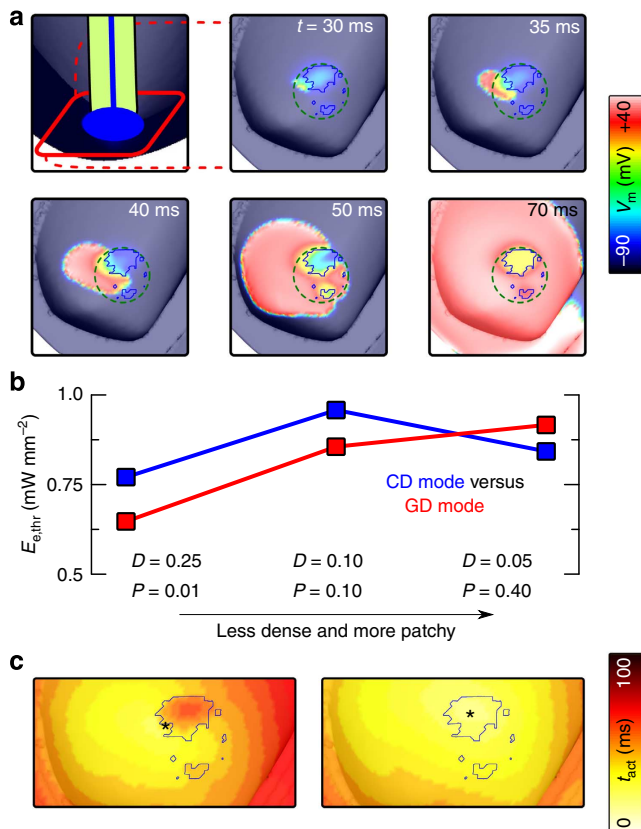 a
t = 30 ms
35 ms
40 ms
50 ms
70 ms
−90 Vm (mV) +40
b
1.0
0.75
0.5
Ee,thr (mW mm−2)
CD mode versus
GD mode
D = 0.25 D = 0.10 D = 0.05
P = 0.01 P = 0.10 P = 0.40
Less dense and more patchy
c
*
*
0 tact (ms) 100